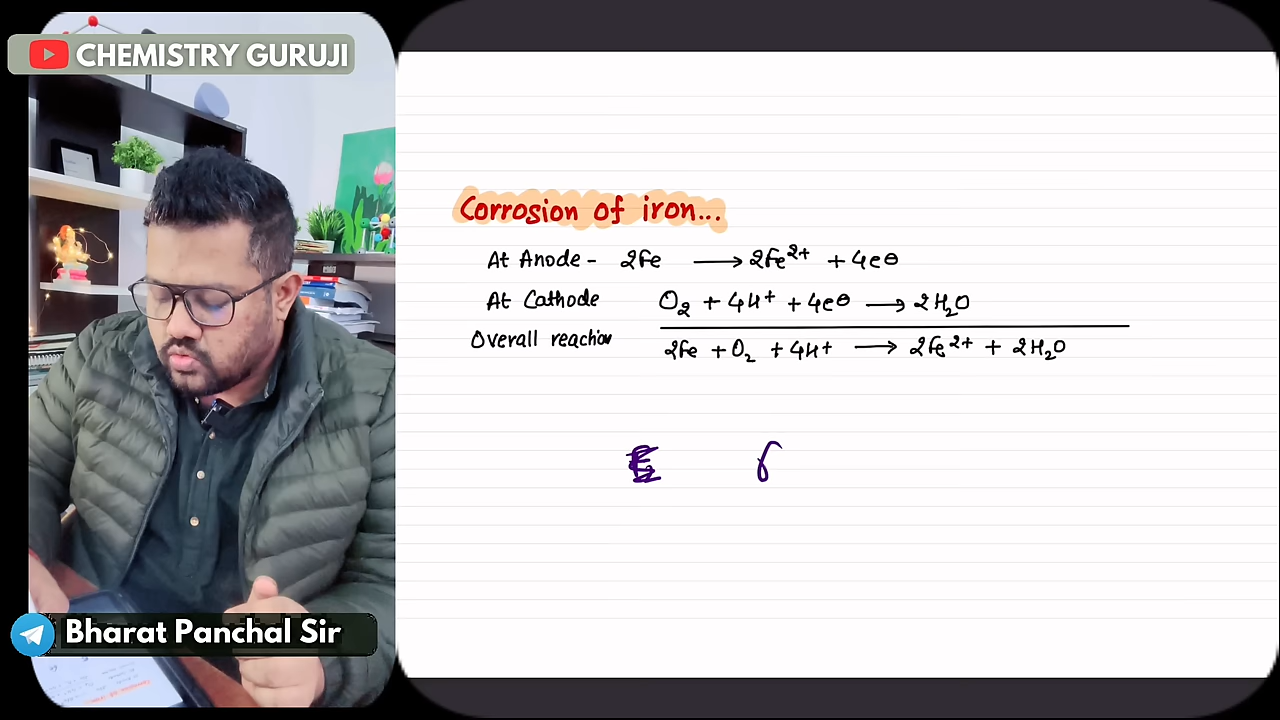 CHEMISTRY GURUJI
Corrosion of iron...
At Anode - 2Fe ⟶ 2Fe²⁺ + 4e⊖
At Cathode O₂ + 4H⁺ + 4e⊖ ⟶ 2H₂O
Overall reaction 2Fe + O₂ + 4H⁺ ⟶ 2Fe²⁺ + 2H₂O
Bharat Panchal Sir